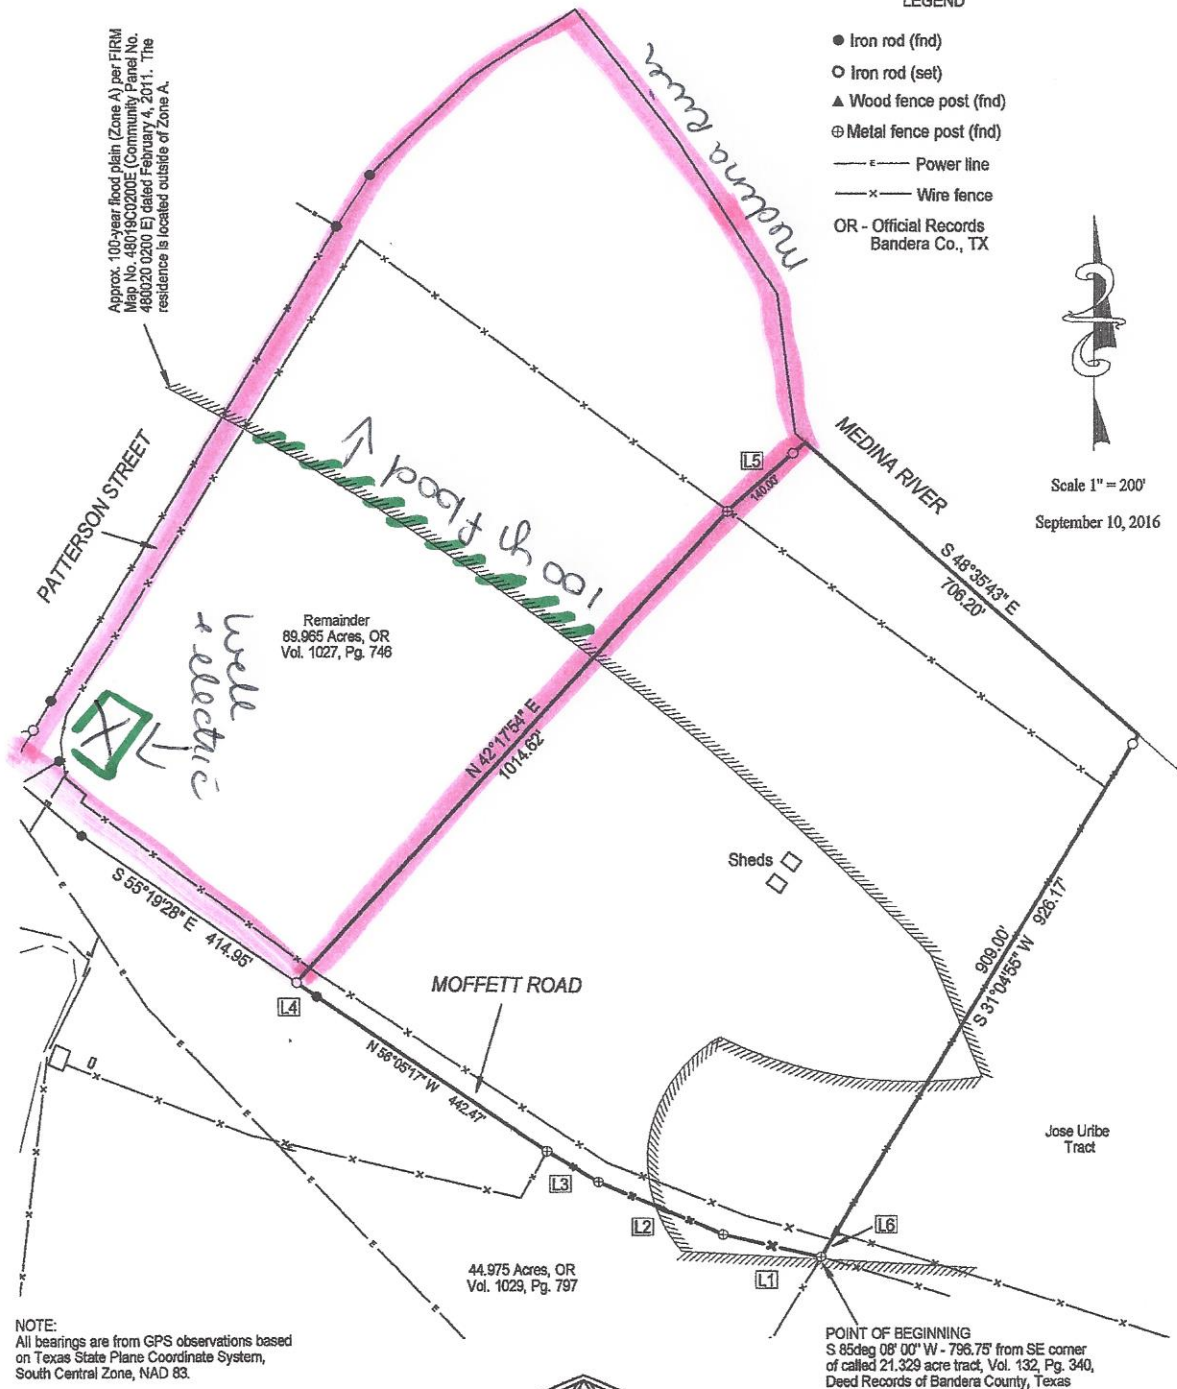 LEGEND
Iron rod (fnd)
Iron rod (set)
Wood fence post (fnd)
Metal fence post (fnd)
E Power line
x Wire fence
OR - Official Records
Bandera Co., TX
Approx. 100-year flood plain (Zone A) per FIRM
Map No. 48019C0200E (Community Panel No.
480020 0200 E) dated February 4, 2011. The
residence is located outside of Zone A.
Medina River
Scale 1" = 200'
September 10, 2016
MEDINA RIVER
L5
140.00'
S 48°35'43" E
706.20'
PATTERSON STREET
100 yr flood
Remainder
89.965 Acres, OR
Vol. 1027, Pg. 746
Well
+ electric
X
N 42°17'54" E
1014.62'
Sheds
909.00'
S 31°04'55" W 926.17'
S 55°19'28" E 414.95'
L4
MOFFETT ROAD
N 56°05'17" W 442.47'
Jose Uribe
Tract
L3
L2
L6
L1
44.975 Acres, OR
Vol. 1029, Pg. 797
NOTE:
All bearings are from GPS observations based
on Texas State Plane Coordinate System,
South Central Zone, NAD 83.
POINT OF BEGINNING
S 85deg 08' 00" W - 796.75' from SE corner
of called 21.329 acre tract, Vol. 132, Pg. 340,
Deed Records of Bandera County, Texas